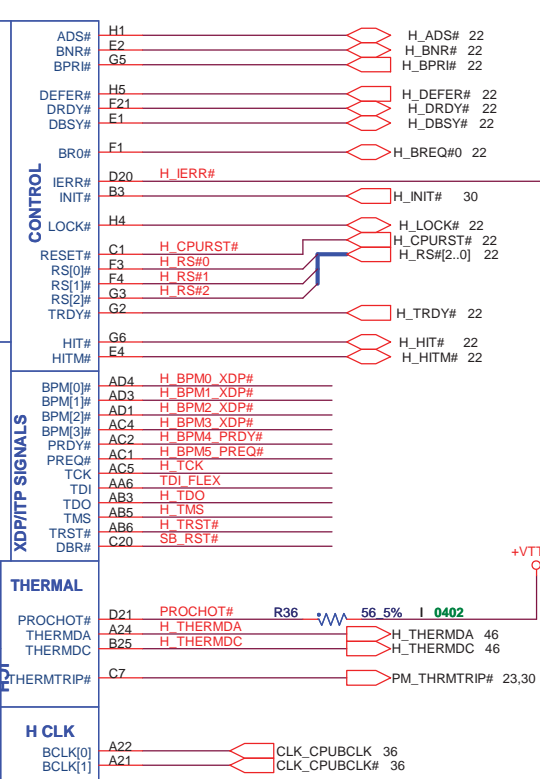 ADS# H1 H_ADS# 22
BNR# E2 H_BNR# 22
BPRI# G5 H_BPRI# 22
DEFER# H5 H_DEFER# 22
DRDY# F21 H_DRDY# 22
DBSY# E1 H_DBSY# 22
BR0# F1 H_BREQ#0 22
CONTROL
IERR# D20 H_IERR#
INIT# B3 H_INIT# 30
LOCK# H4 H_LOCK# 22
RESET# C1 H_CPURST# H_CPURST# 22
RS[0]# F3 H_RS#0 H_RS#[2..0] 22
RS[1]# F4 H_RS#1
RS[2]# G3 H_RS#2
TRDY# G2 H_TRDY# 22
HIT# G6 H_HIT# 22
HITM# E4 H_HITM# 22
XDP/ITP SIGNALS
BPM[0]# AD4 H_BPM0_XDP#
BPM[1]# AD3 H_BPM1_XDP#
BPM[2]# AD1 H_BPM2_XDP#
BPM[3]# AC4 H_BPM3_XDP#
PRDY# AC2 H_BPM4_PRDY#
PREQ# AC1 H_BPM5_PREQ#
TCK AC5 H_TCK
TDI AA6 TDI_FLEX
TDO AB3 H_TDO
TMS AB5 H_TMS
TRST# AB6 H_TRST#
DBR# C20 SB_RST#
+VTT
THERMAL
PROCHOT# D21 PROCHOT# R36 56_5% I 0402
THERMDA A24 H_THERMDA H_THERMDA 46
THERMDC B25 H_THERMDC H_THERMDC 46
THERMTRIP# C7 PM_THRMTRIP# 23,30
H CLK
BCLK[0] A22 CLK_CPUBCLK 36
BCLK[1] A21 CLK_CPUBCLK# 36